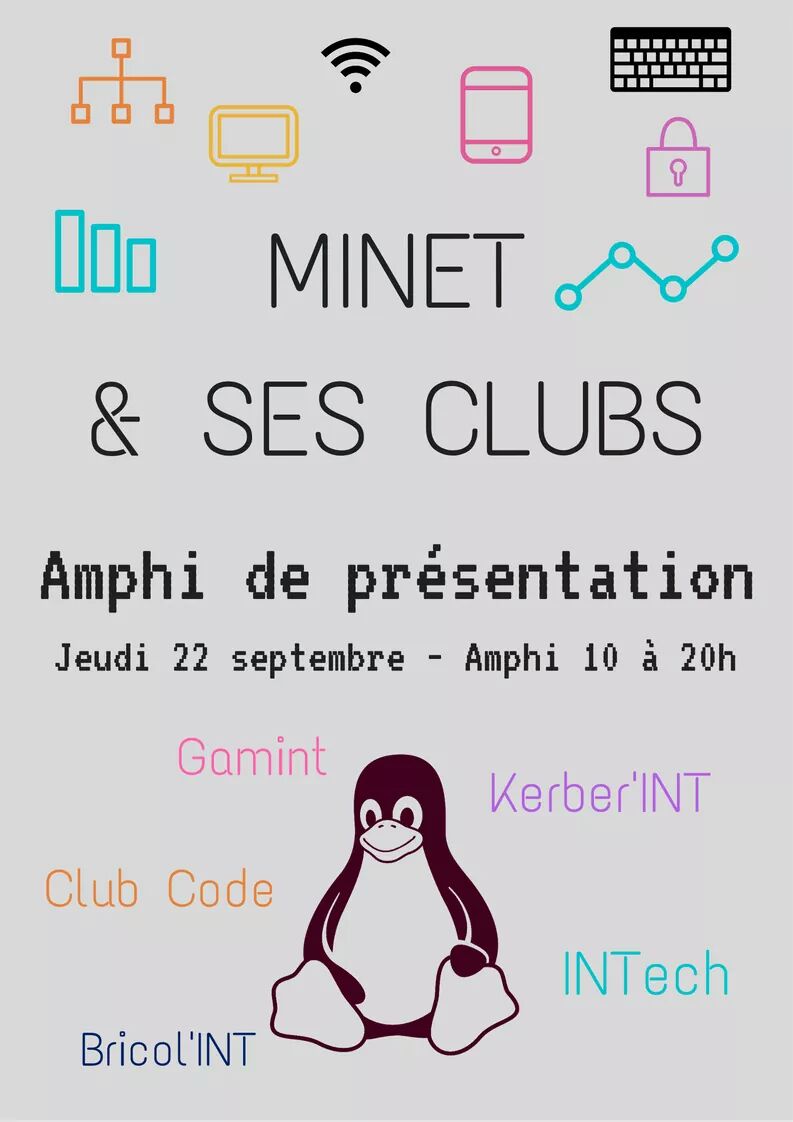 MINET
& SES CLUBS
Amphi de présentation
Jeudi 22 septembre - Amphi 10 à 20h
Gamint
Kerber'INT
Club Code
INTech
Bricol'INT